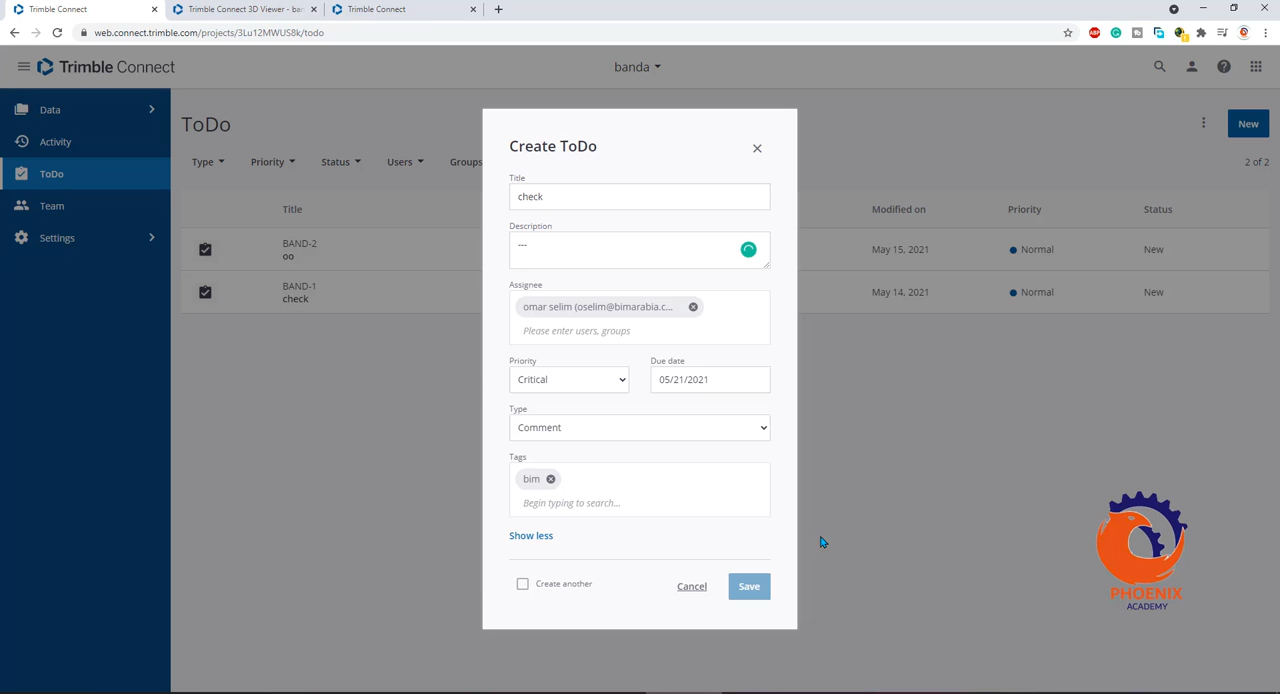 Trimble Connect
Trimble Connect 3D Viewer - ban
Trimble Connect
web.connect.trimble.com/projects/3Lu12MWUS8k/todo
ABP
Trimble Connect
banda
Data
Activity
ToDo
Team
Settings
ToDo
New
Type
Priority
Status
Users
Groups
2 of 2
Title
Modified on
Priority
Status
BAND-2
oo
May 15, 2021
Normal
New
BAND-1
check
May 14, 2021
Normal
New
Create ToDo
Title
check
Description
---
Assignee
omar selim (oselim@bimarabia.c...
Please enter users, groups
Priority
Due date
Critical
05/21/2021
Type
Comment
Tags
bim
Begin typing to search...
Show less
Create another
Cancel
Save
PHOENIX
ACADEMY